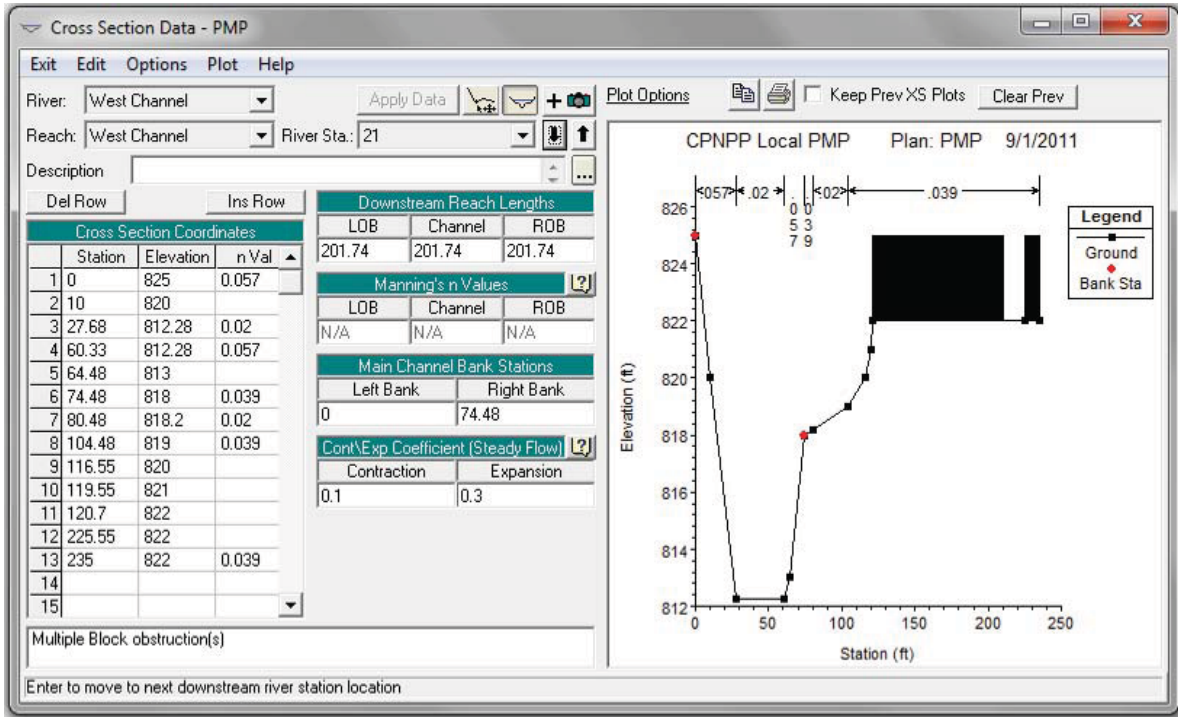 Cross Section Data - PMP
Exit Edit Options Plot Help
River: West Channel Apply Data + Plot Options Keep Prev XS Plots Clear Prev
Reach: West Channel River Sta.: 21
Description ...
Del Row Ins Row
Cross Section Coordinates
Station Elevation n Val
1 0 825 0.057
2 10 820
3 27.68 812.28 0.02
4 60.33 812.28 0.057
5 64.48 813
6 74.48 818 0.039
7 80.48 818.2 0.02
8 104.48 819 0.039
9 116.55 820
10 119.55 821
11 120.7 822
12 225.55 822
13 235 822 0.039
14
15
Downstream Reach Lengths
LOB Channel ROB
201.74 201.74 201.74
Manning's n Values
LOB Channel ROB
N/A N/A N/A
Main Channel Bank Stations
Left Bank Right Bank
0 74.48
Cont\Exp Coefficient (Steady Flow)
Contraction Expansion
0.1 0.3
Multiple Block obstruction(s)
Enter to move to next downstream river station location
CPNPP Local PMP Plan: PMP 9/1/2011
.057 .02 .057 .039 .02 .039
826
824
822
820
818
816
814
812
Elevation (ft)
0 50 100 150 200 250
Station (ft)
Legend
Ground
Bank Sta